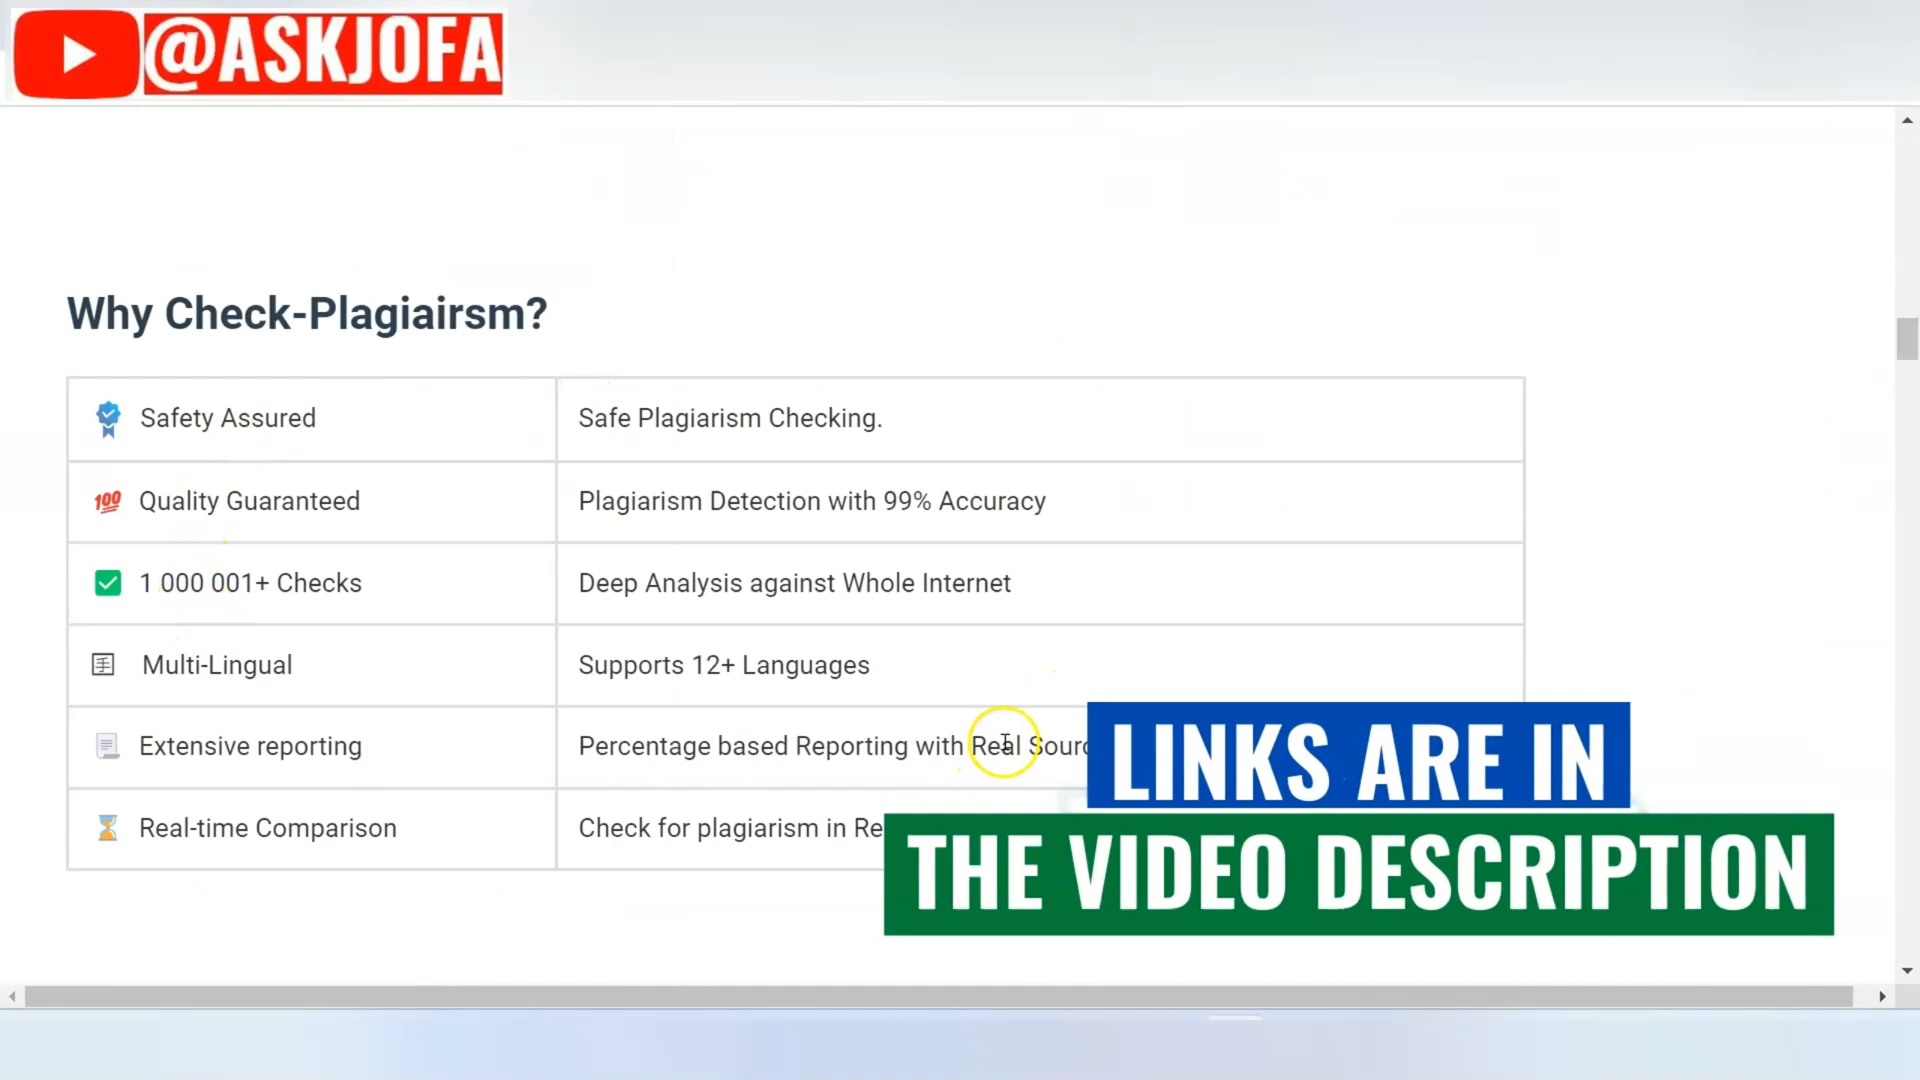 @ASKJOFA
Why Check-Plagiairsm?
Safety Assured Safe Plagiarism Checking.
100 Quality Guaranteed Plagiarism Detection with 99% Accuracy
1 000 001+ Checks Deep Analysis against Whole Internet
手 Multi-Lingual Supports 12+ Languages
Extensive reporting Percentage based Reporting with Real
Real-time Comparison Check for plagiarism in
LINKS ARE IN
THE VIDEO DESCRIPTION